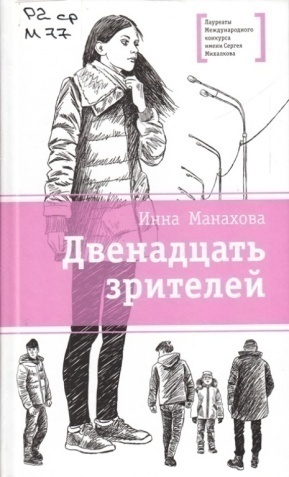 Р2 ср
М 77
Лауреаты
Международного
конкурса
имени Сергея
Михалкова
Инна Манахова
Двенадцать
зрителей